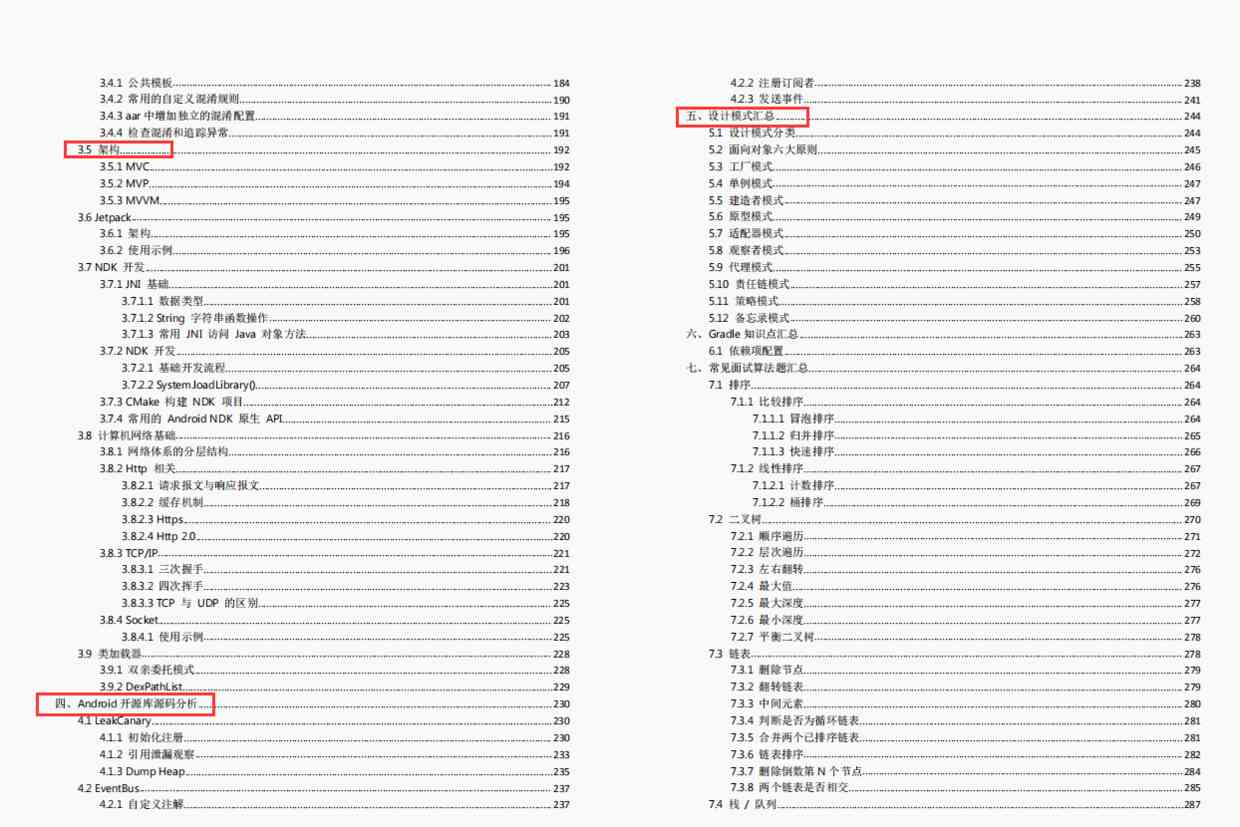 3.4.1 公共模板 184
3.4.2 常用的自定义混淆规则 190
3.4.3 aar 中增加独立的混淆配置 191
3.4.4 检查混淆和追踪异常 191
3.5 架构 192
3.5.1 MVC 192
3.5.2 MVP 194
3.5.3 MVVM 195
3.6 Jetpack 195
3.6.1 架构 195
3.6.2 使用示例 196
3.7 NDK 开发 201
3.7.1 JNI 基础 201
3.7.1.1 数据类型 201
3.7.1.2 String 字符串函数操作 202
3.7.1.3 常用 JNI 访问 Java 对象方法 203
3.7.2 NDK 开发 205
3.7.2.1 基础开发流程 205
3.7.2.2 System.loadLibrary() 207
3.7.3 CMake 构建 NDK 项目 212
3.7.4 常用的 Android NDK 原生 API 215
3.8 计算机网络基础 216
3.8.1 网络体系的分层结构 216
3.8.2 Http 相关 217
3.8.2.1 请求报文与响应报文 217
3.8.2.2 缓存机制 218
3.8.2.3 Https 220
3.8.2.4 Http 2.0 220
3.8.3 TCP/IP 221
3.8.3.1 三次握手 221
3.8.3.2 四次挥手 223
3.8.3.3 TCP 与 UDP 的区别 225
3.8.4 Socket 225
3.8.4.1 使用示例 225
3.9 类加载器 228
3.9.1 双亲委托模式 228
3.9.2 DexPathList 229
四、Android 开源库源码分析 230
4.1 LeakCanary 230
4.1.1 初始化注册 230
4.1.2 引用泄漏观察 233
4.1.3 Dump Heap 235
4.2 EventBus 237
4.2.1 自定义注解 237
4.2.2 注册订阅者 238
4.2.3 发送事件 241
五、设计模式汇总 244
5.1 设计模式分类 244
5.2 面向对象六大原则 245
5.3 工厂模式 246
5.4 单例模式 247
5.5 建造者模式 247
5.6 原型模式 249
5.7 适配器模式 250
5.8 观察者模式 253
5.9 代理模式 255
5.10 责任链模式 257
5.11 策略模式 258
5.12 备忘录模式 260
六、Gradle 知识点汇总 263
6.1 依赖项配置 263
七、常见面试算法题汇总 264
7.1 排序 264
7.1.1 比较排序 264
7.1.1.1 冒泡排序 264
7.1.1.2 归并排序 265
7.1.1.3 快速排序 266
7.1.2 线性排序 267
7.1.2.1 计数排序 267
7.1.2.2 桶排序 269
7.2 二叉树 270
7.2.1 顺序遍历 271
7.2.2 层次遍历 272
7.2.3 左右翻转 276
7.2.4 最大值 276
7.2.5 最大深度 277
7.2.6 最小深度 277
7.2.7 平衡二叉树 278
7.3 链表 278
7.3.1 删除节点 279
7.3.2 翻转链表 279
7.3.3 中间元素 280
7.3.4 判断是否为循环链表 281
7.3.5 合并两个已排序链表 281
7.3.6 链表排序 282
7.3.7 删除倒数第 N 个节点 284
7.3.8 两个链表是否相交 285
7.4 栈 / 队列 287